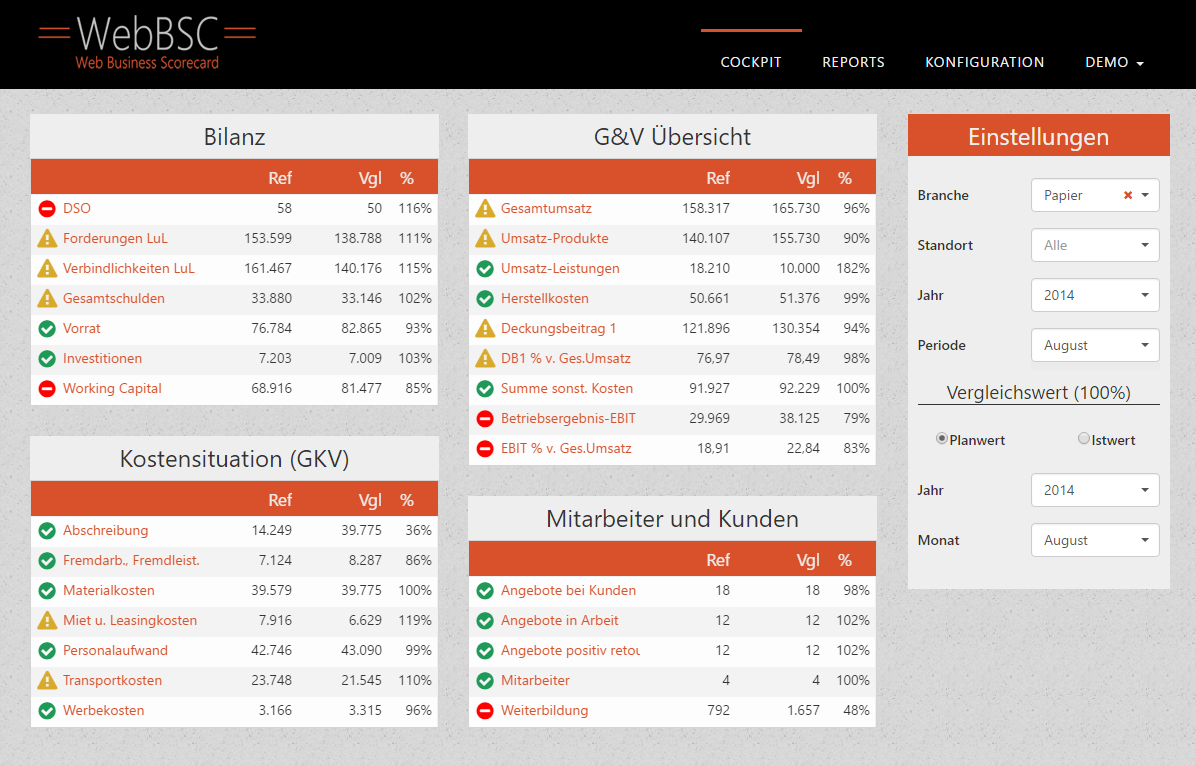 WebBSC
Web Business Scorecard
COCKPIT REPORTS KONFIGURATION DEMO
Bilanz
Ref Vgl %
DSO 58 50 116%
Forderungen LuL 153.599 138.788 111%
Verbindlichkeiten LuL 161.467 140.176 115%
Gesamtschulden 33.880 33.146 102%
Vorrat 76.784 82.865 93%
Investitionen 7.203 7.009 103%
Working Capital 68.916 81.477 85%
Kostensituation (GKV)
Ref Vgl %
Abschreibung 14.249 39.775 36%
Fremdarb., Fremdleist. 7.124 8.287 86%
Materialkosten 39.579 39.775 100%
Miet u. Leasingkosten 7.916 6.629 119%
Personalaufwand 42.746 43.090 99%
Transportkosten 23.748 21.545 110%
Werbekosten 3.166 3.315 96%
G&V Übersicht
Ref Vgl %
Gesamtumsatz 158.317 165.730 96%
Umsatz-Produkte 140.107 155.730 90%
Umsatz-Leistungen 18.210 10.000 182%
Herstellkosten 50.661 51.376 99%
Deckungsbeitrag 1 121.896 130.354 94%
DB1 % v. Ges.Umsatz 76,97 78,49 98%
Summe sonst. Kosten 91.927 92.229 100%
Betriebsergebnis-EBIT 29.969 38.125 79%
EBIT % v. Ges.Umsatz 18,91 22,84 83%
Mitarbeiter und Kunden
Ref Vgl %
Angebote bei Kunden 18 18 98%
Angebote in Arbeit 12 12 102%
Angebote positiv retou 12 12 102%
Mitarbeiter 4 4 100%
Weiterbildung 792 1.657 48%
Einstellungen
Branche Papier
Standort Alle
Jahr 2014
Periode August
Vergleichswert (100%)
Planwert Istwert
Jahr 2014
Monat August